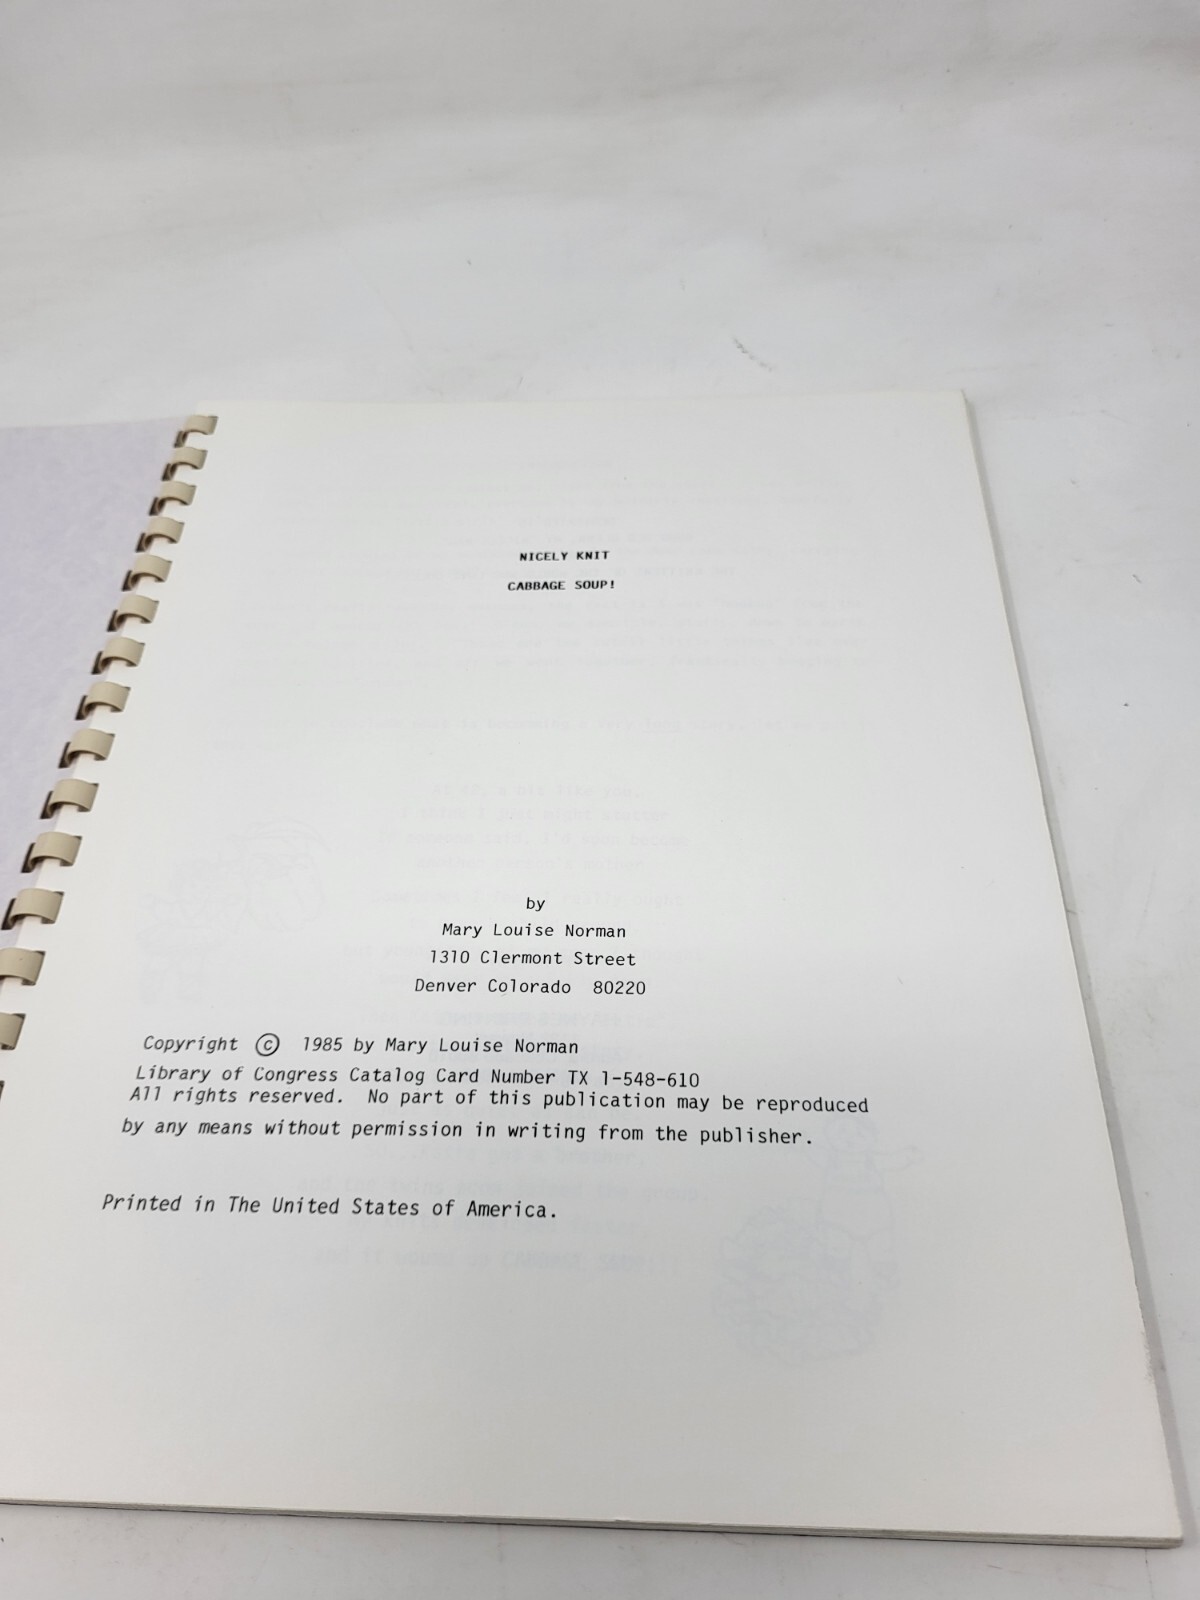 NICELY KNIT
CABBAGE SOUP!
by
Mary Louise Norman
1310 Clermont Street
Denver Colorado 80220
Copyright © 1985 by Mary Louise Norman
Library of Congress Catalog Card Number TX 1-548-610
All rights reserved. No part of this publication may be reproduced
by any means without permission in writing from the publisher.
Printed in The United States of America.